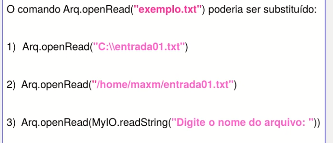 O comando Arq.openRead("exemplo.txt") poderia ser substituído:
1) Arq.openRead("C:\\entrada01.txt")
2) Arq.openRead("/home/maxm/entrada01.txt")
3) Arq.openRead(MyIO.readString("Digite o nome do arquivo: "))